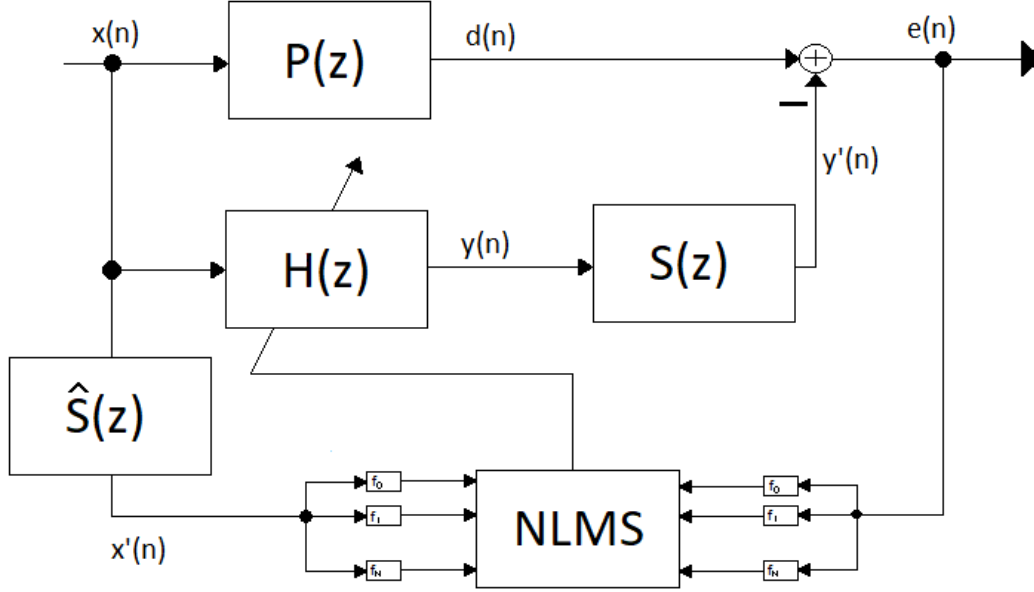 x(n)
P(z)
d(n)
+
e(n)
−
y'(n)
H(z)
y(n)
S(z)
Ŝ(z)
x'(n)
f₀
f₁
f_N
NLMS
f₀
f₁
f_N